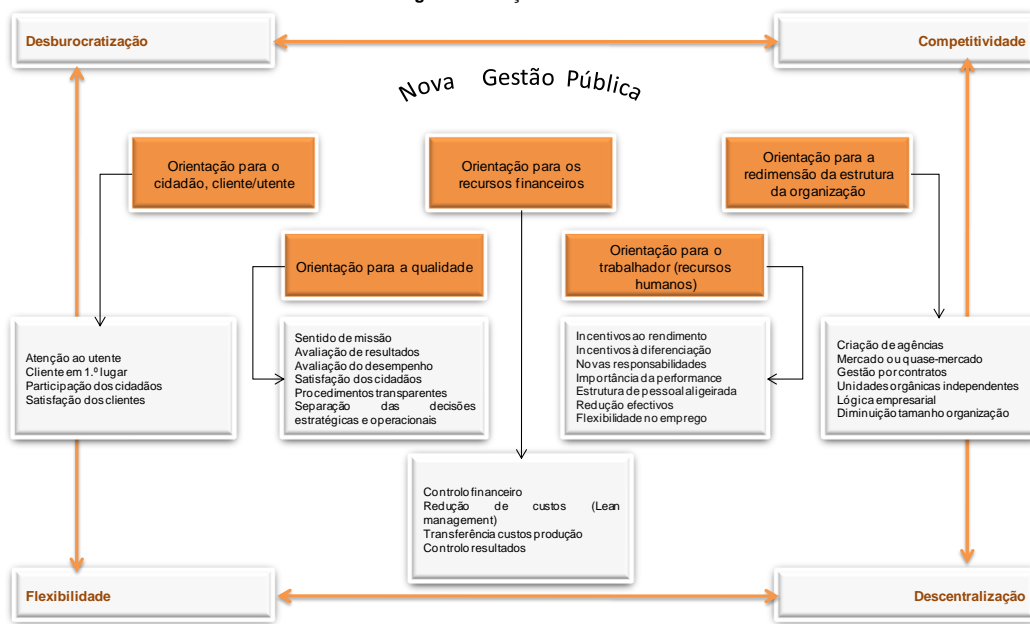 Desburocratização
Competitividade
Nova Gestão Pública
Orientação para o
cidadão, cliente/utente
Orientação para os
recursos financeiros
Orientação para a
redimensão da estrutura
da organização
Orientação para a qualidade
Orientação para o
trabalhador (recursos
humanos)
Atenção ao utente
Cliente em 1.º lugar
Participação dos cidadãos
Satisfação dos clientes
Sentido de missão
Avaliação de resultados
Avaliação do desempenho
Satisfação dos cidadãos
Procedimentos transparentes
Separação das decisões
estratégicas e operacionais
Incentivos ao rendimento
Incentivos à diferenciação
Novas responsabilidades
Importância da performance
Estrutura de pessoal aligeirada
Redução efectivos
Flexibilidade no emprego
Criação de agências
Mercado ou quase-mercado
Gestão por contratos
Unidades orgânicas independentes
Lógica empresarial
Diminuição tamanho organização
Controlo financeiro
Redução de custos (Lean
management)
Transferência custos produção
Controlo resultados
Flexibilidade
Descentralização